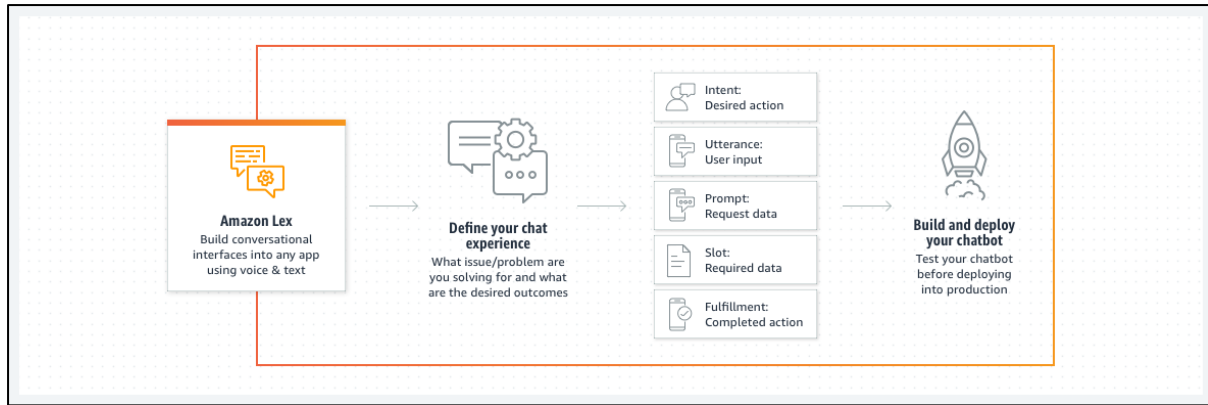 Amazon Lex
Build conversational
interfaces into any app
using voice & text
Define your chat
experience
What issue/problem are
you solving for and what
are the desired outcomes
Intent:
Desired action
Utterance:
User input
Prompt:
Request data
Slot:
Required data
Fulfillment:
Completed action
Build and deploy
your chatbot
Test your chatbot
before deploying
into production